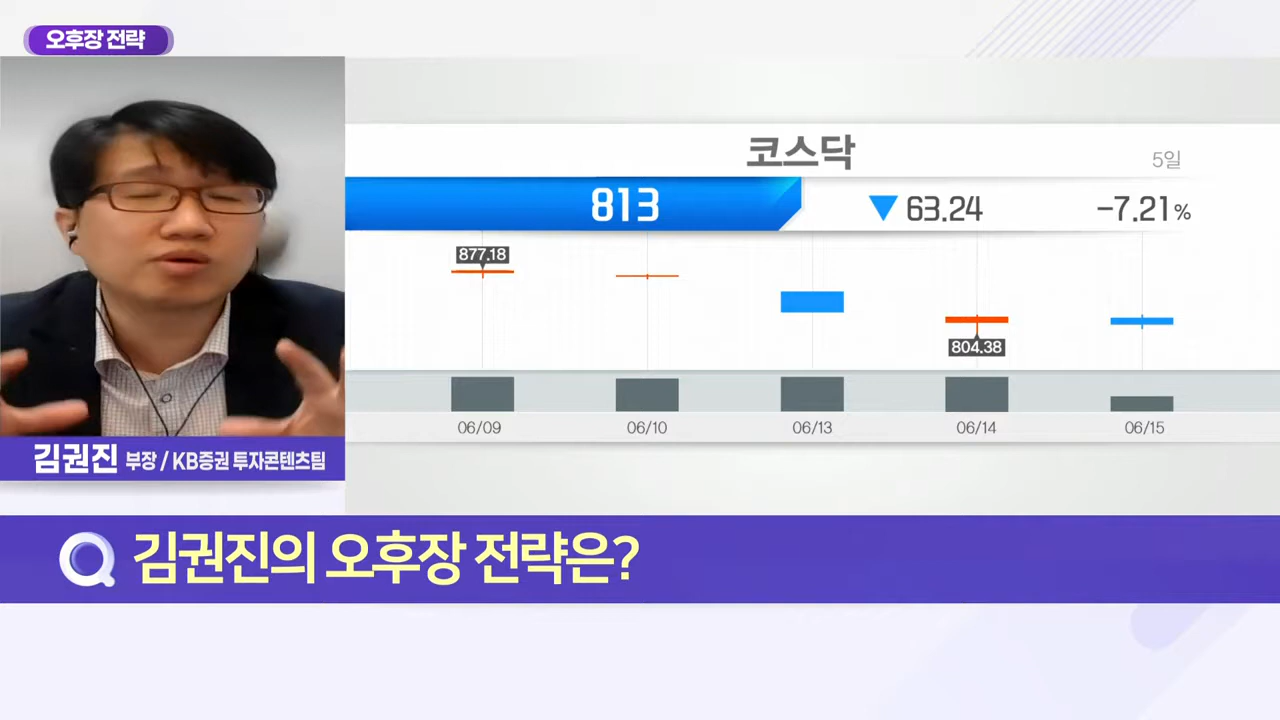 오후장 전략
코스닥
5일
813 ▼ 63.24 -7.21%
877.18
804.38
06/09 06/10 06/13 06/14 06/15
김권진 부장 / KB증권 투자콘텐츠팀
Q 김권진의 오후장 전략은?